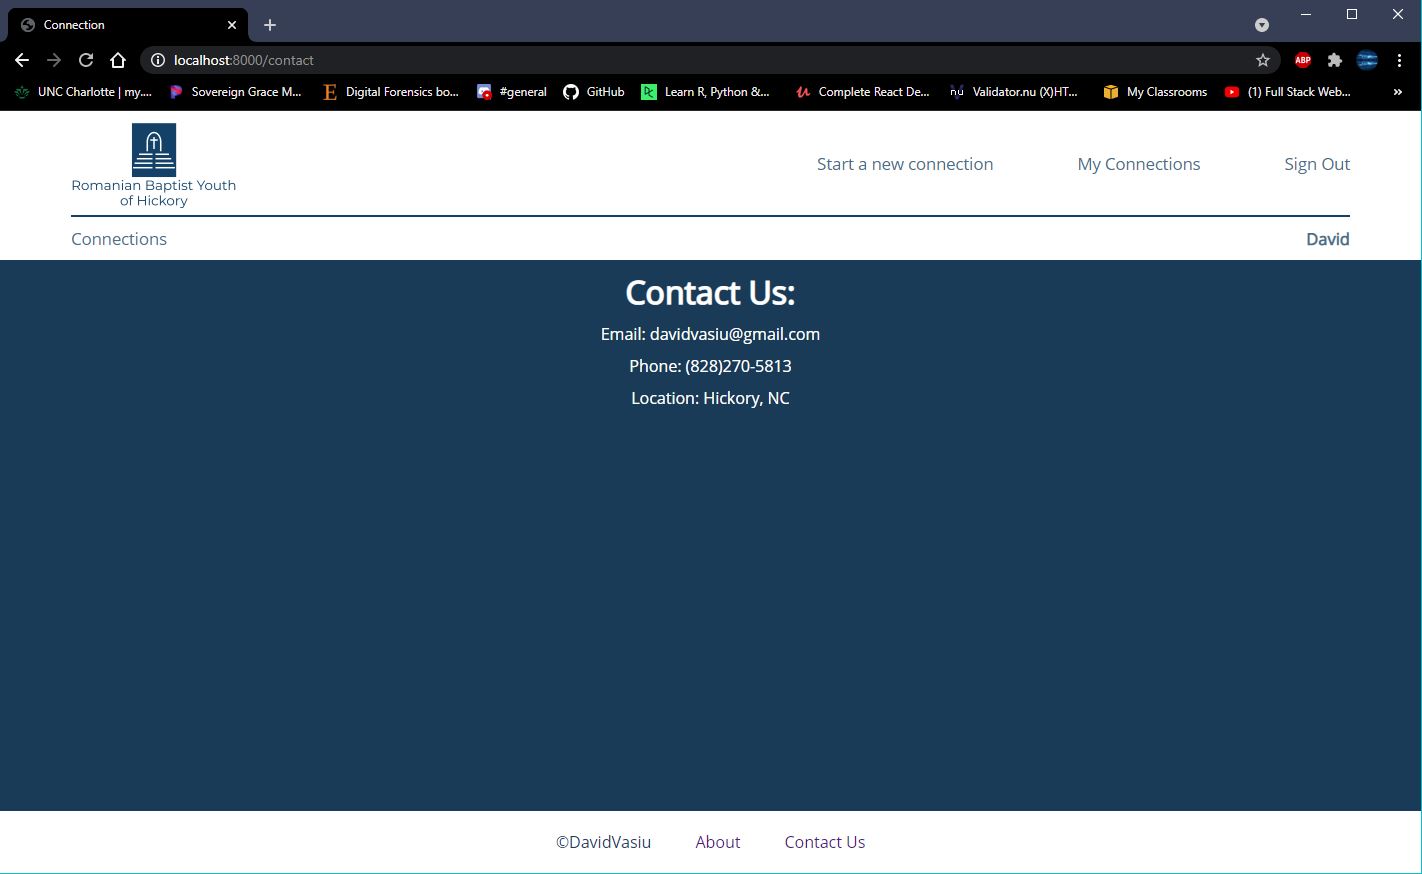 Connection
localhost:8000/contact
UNC Charlotte | my....
Sovereign Grace M...
Digital Forensics bo...
#general
GitHub
Learn R, Python &...
Complete React De...
Validator.nu (X)HT...
My Classrooms
(1) Full Stack Web...
ABP
Romanian Baptist Youth
of Hickory
Start a new connection
My Connections
Sign Out
Connections
David
Contact Us:
Email: davidvasiu@gmail.com
Phone: (828)270-5813
Location: Hickory, NC
©DavidVasiu
About
Contact Us